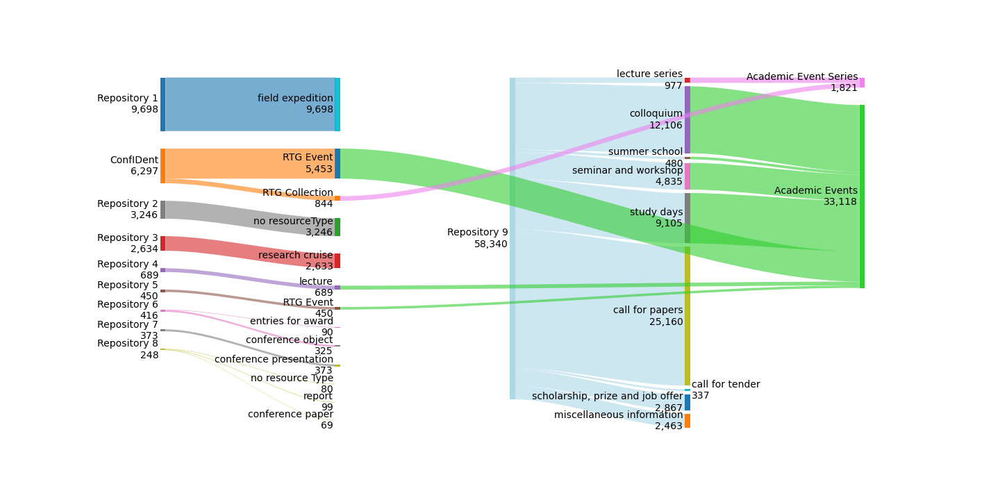 Repository 1
9,698
ConfIDent
6,297
Repository 2
3,246
Repository 3
2,634
Repository 4
689
Repository 5
450
Repository 6
416
Repository 7
373
Repository 8
248
field expedition
9,698
RTG Event
5,453
RTG Collection
844
no resourceType
3,246
research cruise
2,633
lecture
689
RTG Event
450
entries for award
90
conference object
325
conference presentation
373
no resource Type
80
report
99
conference paper
69
Repository 9
58,340
lecture series
977
colloquium
12,106
summer school
480
seminar and workshop
4,835
study days
9,105
call for papers
25,160
call for tender
337
scholarship, prize and job offer
2,867
miscellaneous information
2,463
Academic Event Series
1,821
Academic Events
33,118